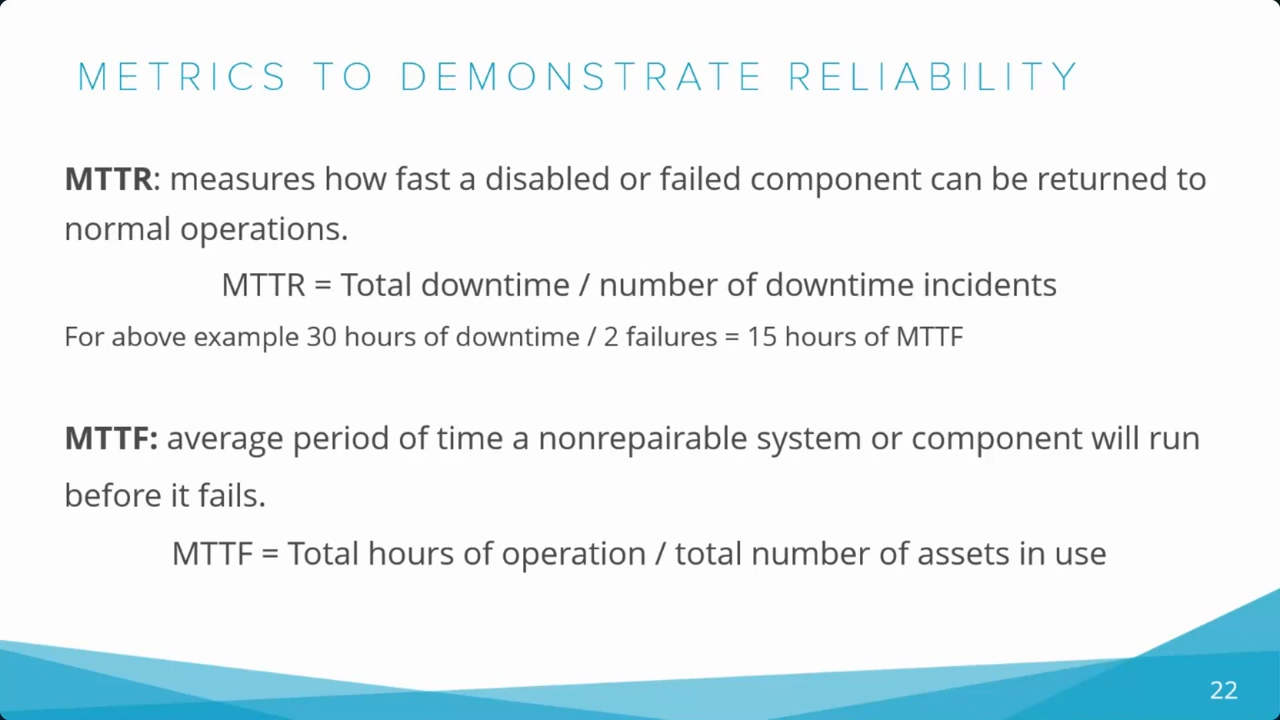 METRICS TO DEMONSTRATE RELIABILITY
MTTR: measures how fast a disabled or failed component can be returned to
normal operations.
MTTR = Total downtime / number of downtime incidents
For above example 30 hours of downtime / 2 failures = 15 hours of MTTF
MTTF: average period of time a nonrepairable system or component will run
before it fails.
MTTF = Total hours of operation / total number of assets in use
22